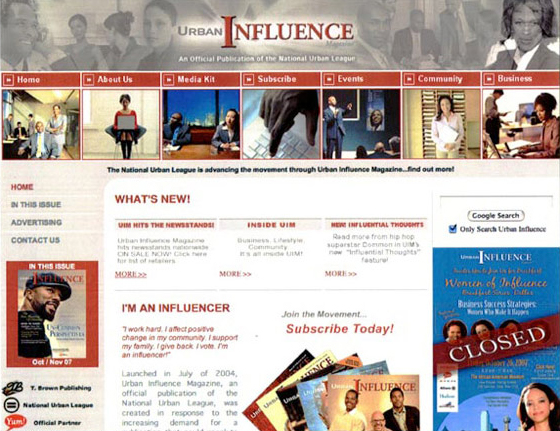 URBAN INFLUENCE
Magazine
An Official Publication of the National Urban League
Home
About Us
Media Kit
Subscribe
Events
Community
Business
The National Urban League is advancing the movement through Urban Influence Magazine...find out more!
HOME
IN THIS ISSUE
ADVERTISING
CONTACT US
IN THIS ISSUE
INFLUENCE
UN-COMMON
PERSPECTIVE
Oct / Nov 07
T. Brown Publishing
National Urban League
Yum!
Official Partner
WHAT'S NEW!
UIM HITS THE NEWSTANDS!
Urban Influence Magazine
hits newsstands nationwide
ON SALE NOW! Click here
for list of retailers.
MORE >>
INSIDE UIM
Business, Lifestyle,
Community.
It's all inside UIM!
MORE >>
NEW! INFLUENTIAL THOUGHTS
Read more from hip hop
superstar Common in UIM's
new "Influential Thoughts"
feature!
MORE >>
I'M AN INFLUENCER
"I work hard. I affect positive
change in my community. I support
my family. I give back. I vote. I'm
an influencer!"
Launched in July of 2004,
Urban Influence Magazine, an
official publication of the
National Urban League, was
created in response to the
increasing demand for a
Join the Movement...
Subscribe Today!
INFLUENCE
Google Search
Only Search Urban Influence
URBAN INFLUENCE
Women of Influence
Breakfast Series: Dallas
Business Success Strategies:
Women Who Make It Happen
CLOSED